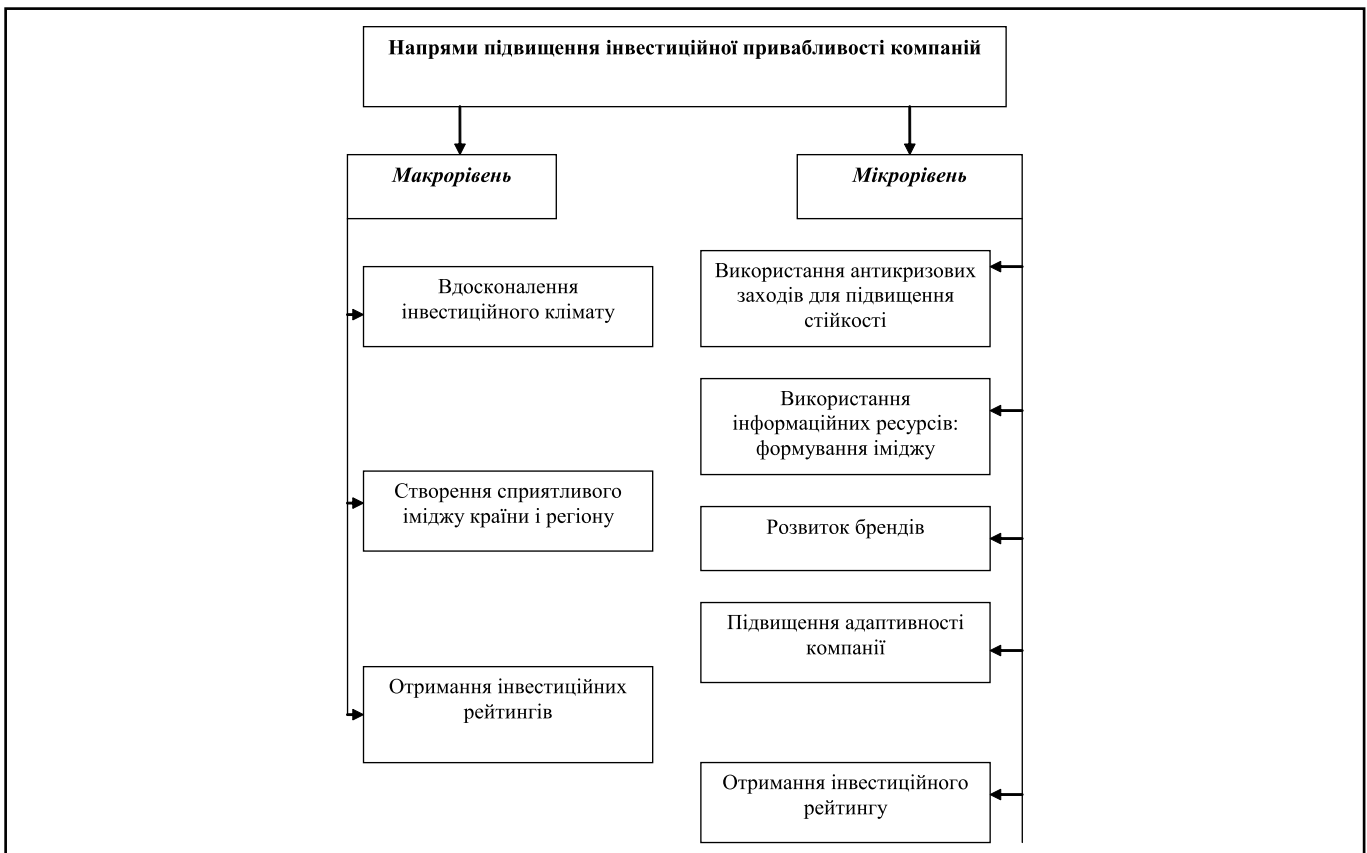 Напрями підвищення інвестиційної привабливості компаній
Макрорівень
Вдосконалення
інвестиційного клімату
Створення сприятливого
іміджу країни і регіону
Отримання інвестиційних
рейтингів
Мікрорівень
Використання антикризових
заходів для підвищення
стійкості
Використання
інформаційних ресурсів:
формування іміджу
Розвиток брендів
Підвищення адаптивності
компанії
Отримання інвестиційного
рейтингу